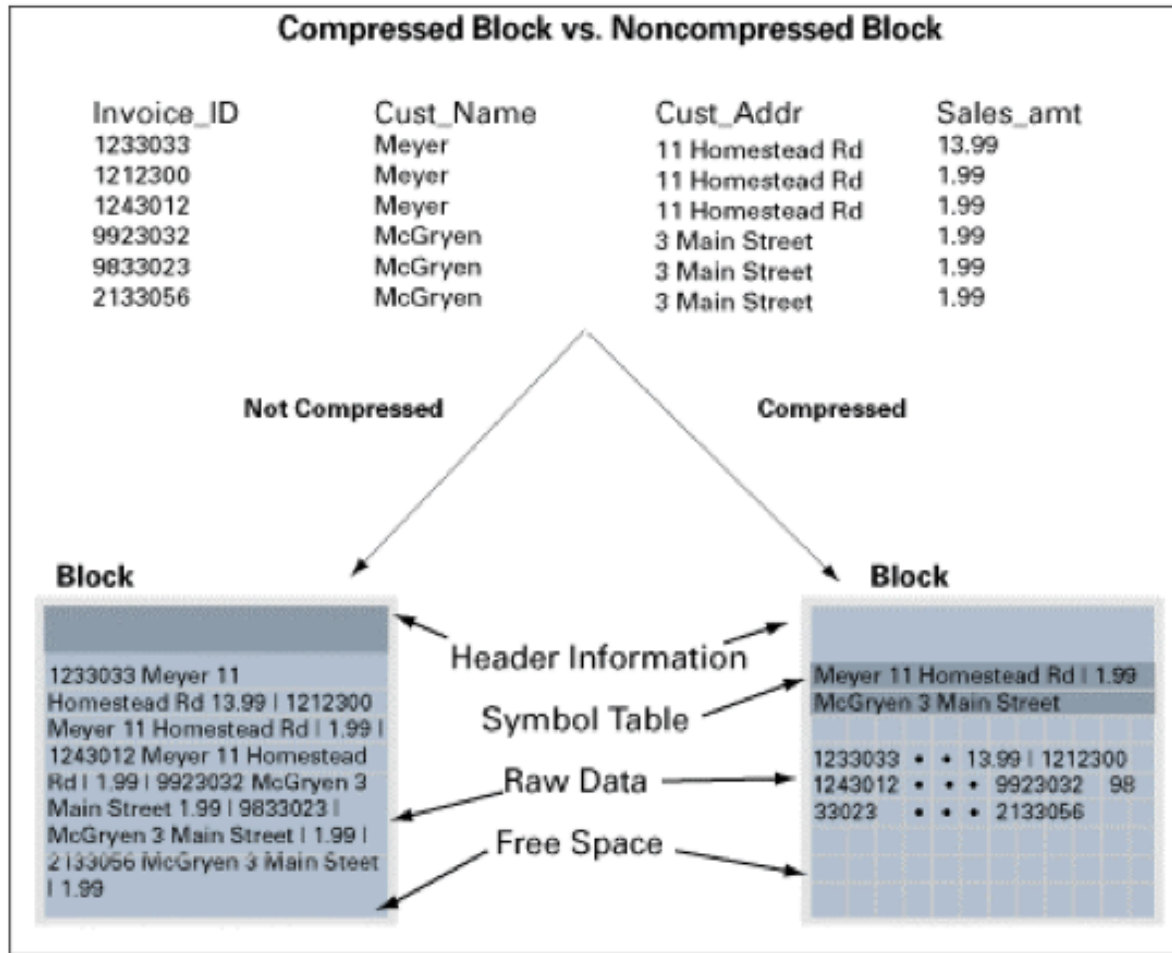 Compressed Block vs. Noncompressed Block
Invoice_ID Cust_Name Cust_Addr Sales_amt
1233033 Meyer 11 Homestead Rd 13.99
1212300 Meyer 11 Homestead Rd 1.99
1243012 Meyer 11 Homestead Rd 1.99
9923032 McGryen 3 Main Street 1.99
9833023 McGryen 3 Main Street 1.99
2133056 McGryen 3 Main Street 1.99
Not Compressed
Compressed
Block
1233033 Meyer 11
Homestead Rd 13.99 | 1212300
Meyer 11 Homestead Rd | 1.99 |
1243012 Meyer 11 Homestead
Rd | 1.99 | 9923032 McGryen 3
Main Street 1.99 | 9833023 |
McGryen 3 Main Street | 1.99 |
2133056 McGryen 3 Main Steet
| 1.99
Header Information
Symbol Table
Raw Data
Free Space
Block
Meyer 11 Homestead Rd | 1.99
McGryen 3 Main Street
1233033 • • 13.99 | 1212300
1243012 • • • 9923032 98
33023 • • • 2133056